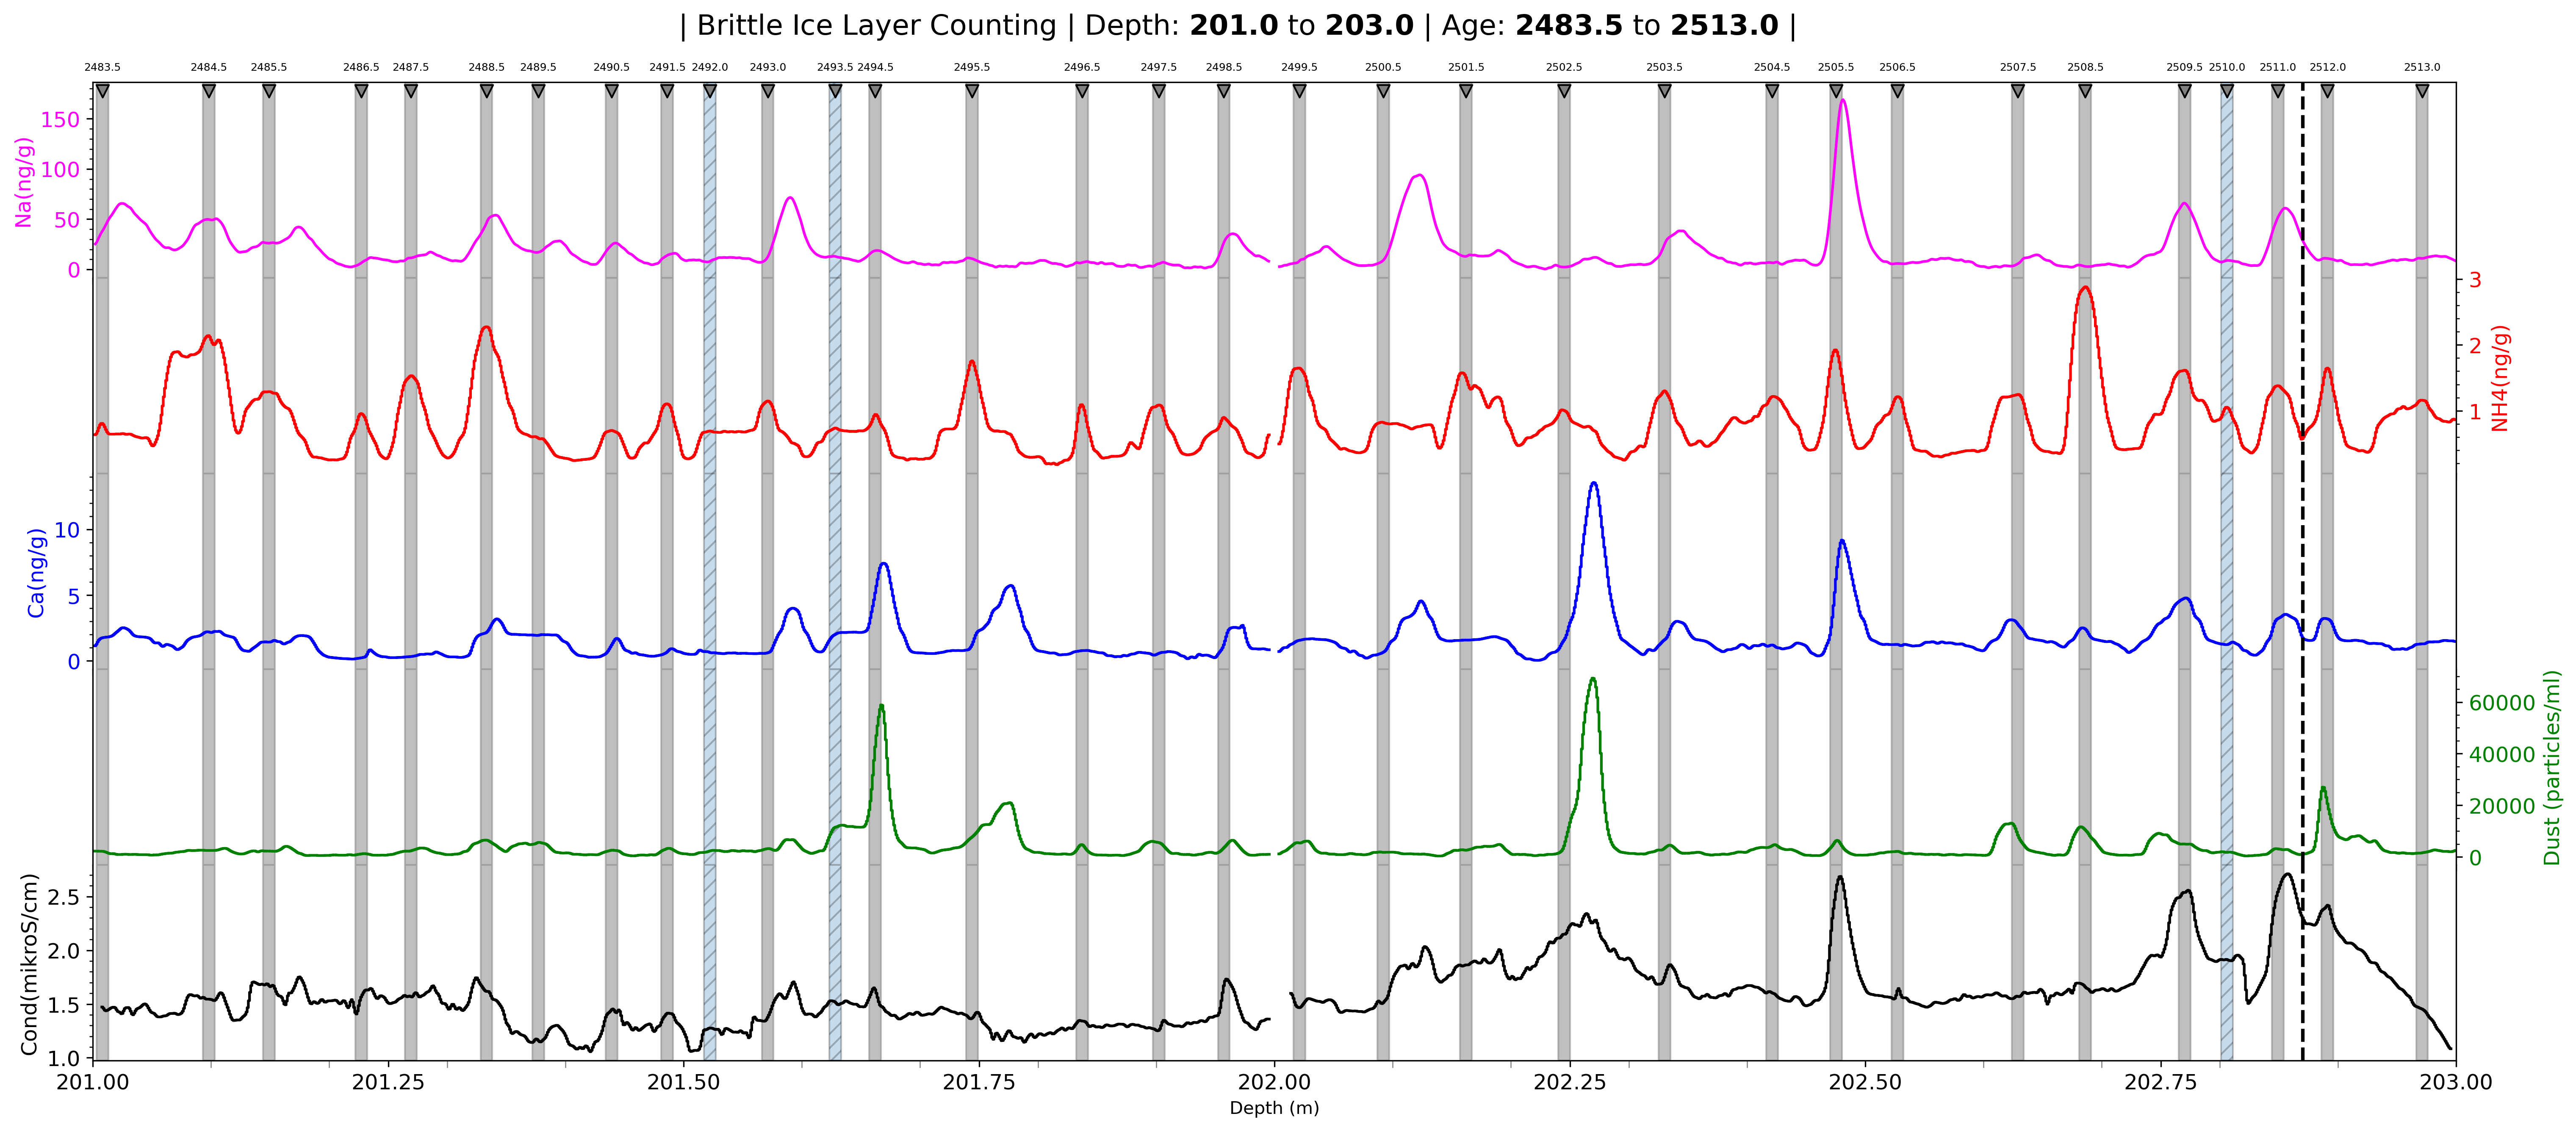 | Brittle Ice Layer Counting | Depth: 201.0 to 203.0 | Age: 2483.5 to 2513.0 |
2483.5 2484.5 2485.5 2486.5 2487.5 2488.5 2489.5 2490.5 2491.5 2492.0 2493.0 2493.5 2494.5 2495.5 2496.5 2497.5 2498.5 2499.5 2500.5 2501.5 2502.5 2503.5 2504.5 2505.5 2506.5 2507.5 2508.5 2509.5 2510.0 2511.0 2512.0 2513.0
Na(ng/g)
150
100
50
0
NH4(ng/g)
3
2
1
Ca(ng/g)
10
5
0
Dust (particles/ml)
60000
40000
20000
0
Cond(mikroS/cm)
2.5
2.0
1.5
1.0
201.00 201.25 201.50 201.75 202.00 202.25 202.50 202.75 203.00
Depth (m)